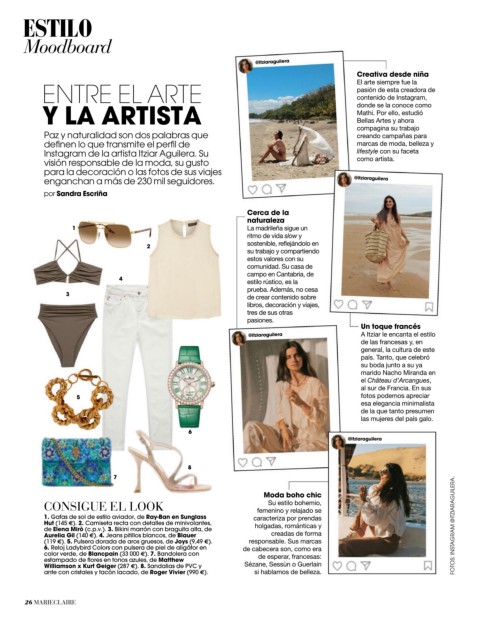 ESTILO
Moodboard
ENTRE EL ARTE
Y LA ARTISTA
Paz y naturalidad son dos palabras que
definen lo que transmite el perfil de
Instagram de la artista Itziar Aguilera. Su
visión responsable de la moda, su gusto
para la decoración o las fotos de sus viajes
enganchan a más de 230 mil seguidores.
por Sandra Escriña
@itziaraguilera
Creativa desde niña
El arte siempre fue la
pasión de esta creadora de
contenido de Instagram,
donde se la conoce como
Mathi. Por ello, estudió
Bellas Artes y ahora
compagina su trabajo
creando campañas para
marcas de moda, belleza y
lifestyle con su faceta
como artista.
@itziaraguilera
Cerca de la
naturaleza
La madrileña sigue un
ritmo de vida slow y
sostenible, reflejándolo en
su trabajo y compartiendo
estos valores con su
comunidad. Su casa de
campo en Cantabria, de
estilo rústico, es la
prueba. Además, no cesa
de crear contenido sobre
libros, decoración y viajes,
tres de sus otras
pasiones.
@itziaraguilera
Un toque francés
A Itziar le encanta el estilo
de las francesas y, en
general, la cultura de este
país. Tanto, que celebró
su boda junto a su ya
marido Nacho Miranda en
el Château d'Arcangues,
al sur de Francia. En sus
fotos podemos apreciar
esa elegancia minimalista
de la que tanto presumen
las mujeres del país galo.
@itziaraguilera
Moda boho chic
Su estilo bohemio,
femenino y relajado se
caracteriza por prendas
holgadas, románticas y
creadas de forma
responsable. Sus marcas
de cabecera son, como era
de esperar, francesas:
Sézane, Sessùn o Guerlain
si hablamos de belleza.
1
2
3
4
5
6
7
8
CONSIGUE EL LOOK
1. Gafas de sol de estilo aviador, de Ray-Ban en Sunglass
Hut (145 €). 2. Camiseta recta con detalles de minivolantes,
de Elena Miró (c.p.v.). 3. Bikini marrón con braguita alta, de
Aurelia Gil (140 €). 4. Jeans pitillos blancos, de Blauer
(119 €). 5. Pulsera dorada de aros gruesos, de Joys (9,49 €).
6. Reloj Ladybird Colors con pulsera de piel de aligátor en
color verde, de Blancpain (33 000 €). 7. Bandolera con
estampado de flores en tonos azules, de Matthew
Williamson x Kurt Geiger (287 €). 8. Sandalias de PVC y
ante con cristales y tacón lacado, de Roger Vivier (990 €).
FOTOS: INSTAGRAM @ITZIARAGUILERA.
26 MARIECLAIRE